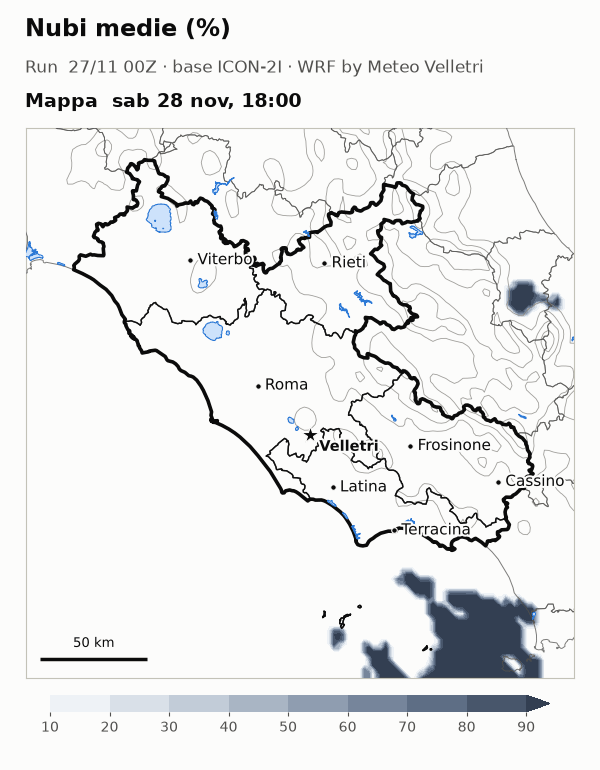 Nubi medie (%)
Run  27/11 00Z · base ICON-2I · WRF by Meteo Velletri
Mappa  sab 28 nov, 18:00
Viterbo
Rieti
Roma
Velletri
Frosinone
Cassino
Latina
Terracina
50 km
10 20 30 40 50 60 70 80 90